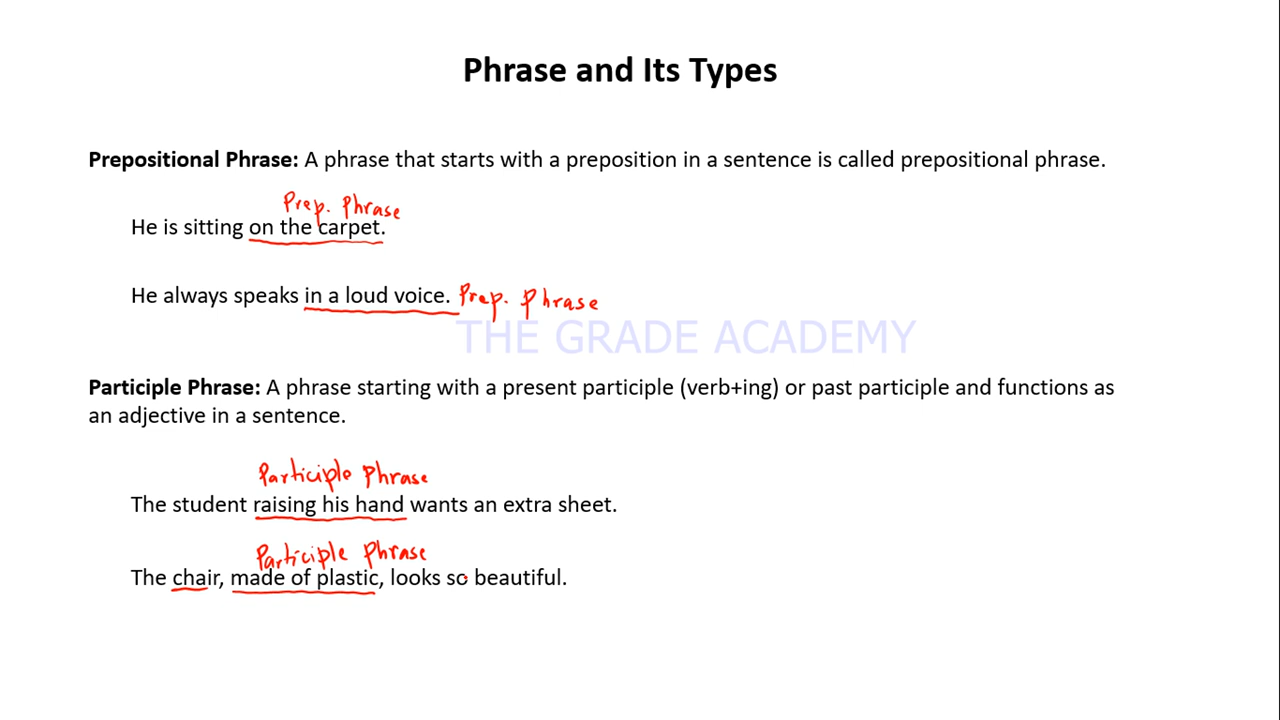 Phrase and Its Types
Prepositional Phrase: A phrase that starts with a preposition in a sentence is called prepositional phrase.
Prep. Phrase
He is sitting on the carpet.
He always speaks in a loud voice. Prep. Phrase
THE GRADE ACADEMY
Participle Phrase: A phrase starting with a present participle (verb+ing) or past participle and functions as
an adjective in a sentence.
Participle Phrase
The student raising his hand wants an extra sheet.
Participle Phrase
The chair, made of plastic, looks so beautiful.